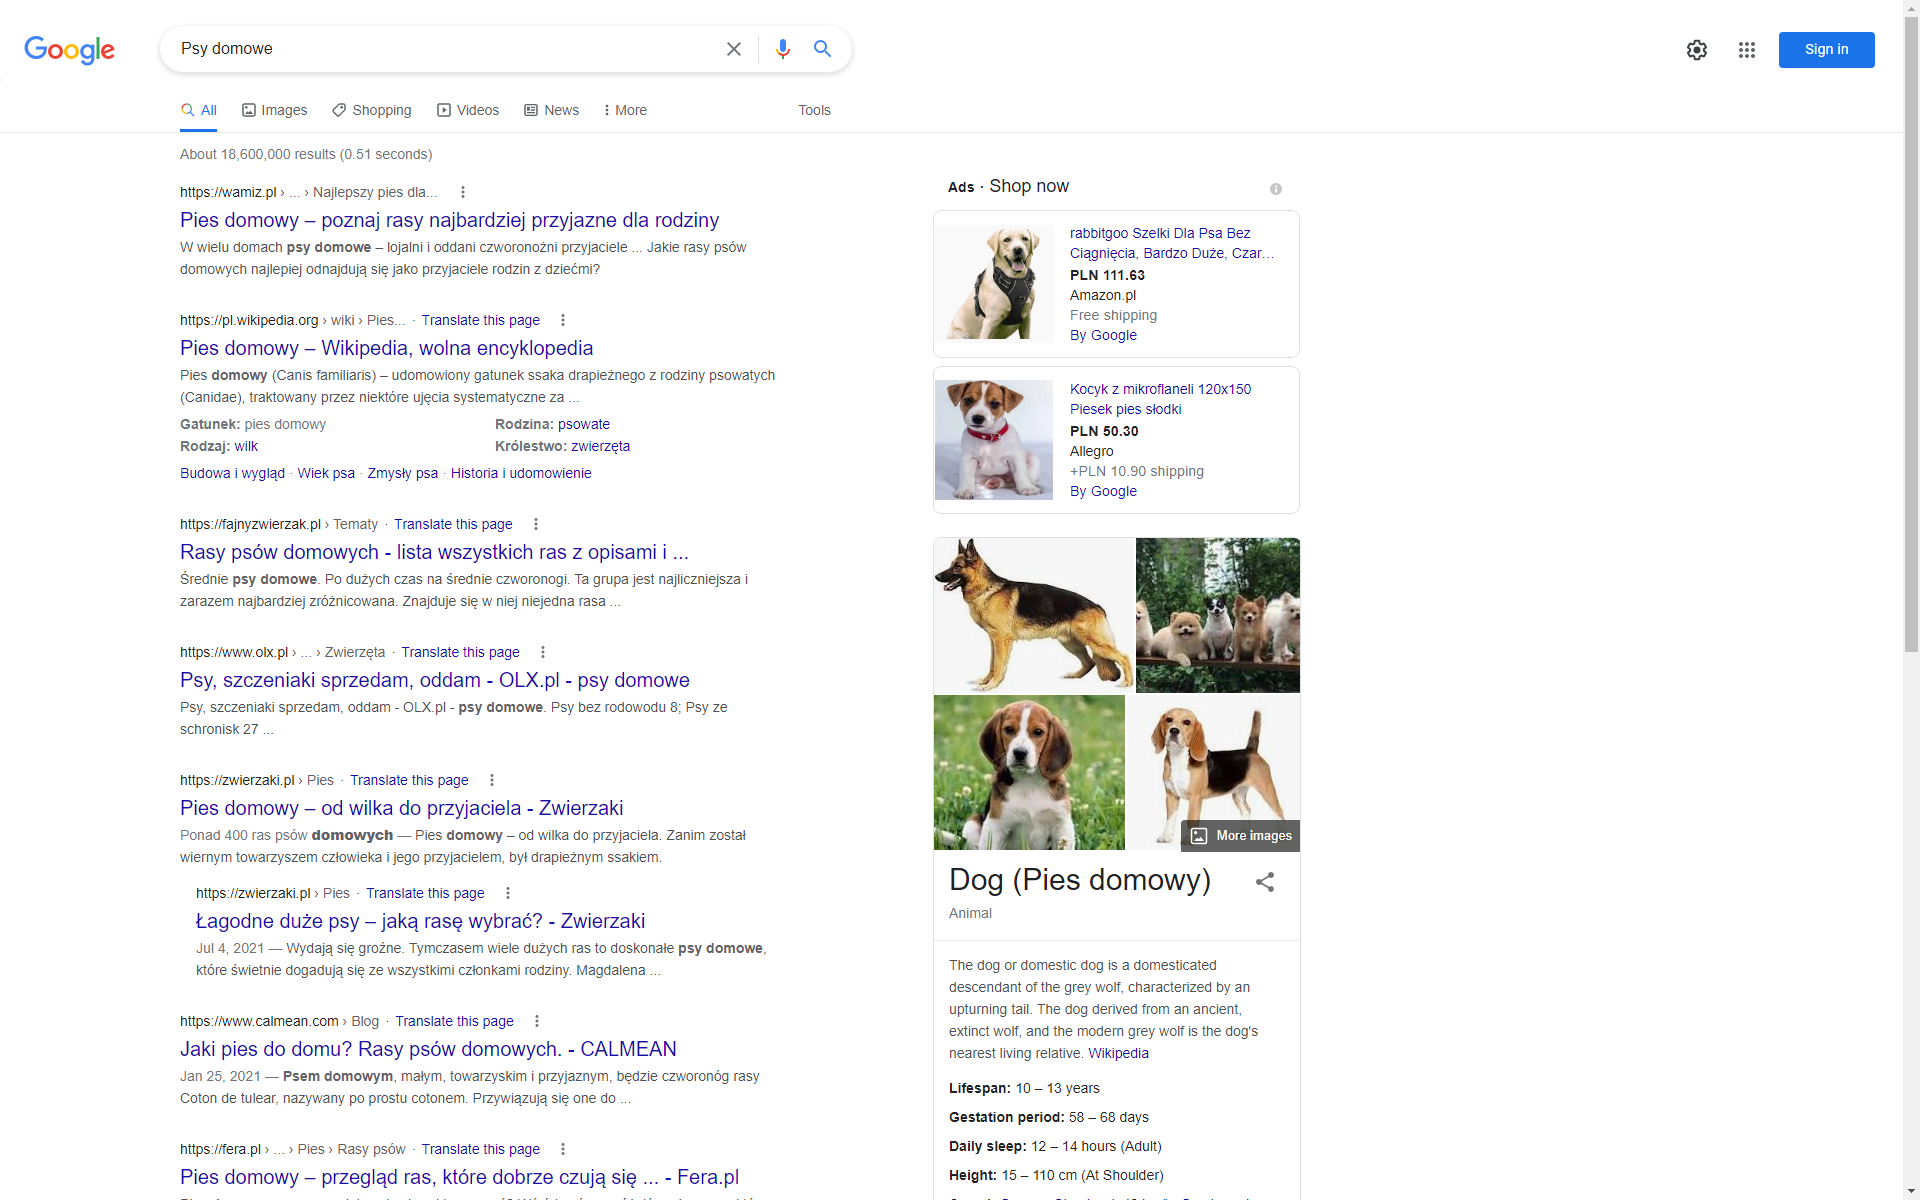 Google
Psy domowe
Sign in
All
Images
Shopping
Videos
News
More
Tools
About 18,600,000 results (0.51 seconds)
https://wamiz.pl › ... › Najlepszy pies dla...
Pies domowy – poznaj rasy najbardziej przyjazne dla rodziny
W wielu domach psy domowe – lojalni i oddani czworonożni przyjaciele ... Jakie rasy psów
domowych najlepiej odnajdują się jako przyjaciele rodzin z dziećmi?
https://pl.wikipedia.org › wiki › Pies... · Translate this page
Pies domowy – Wikipedia, wolna encyklopedia
Pies domowy (Canis familiaris) – udomowiony gatunek ssaka drapieżnego z rodziny psowatych
(Canidae), traktowany przez niektóre ujęcia systematyczne za ...
Gatunek: pies domowy
Rodzina: psowate
Rodzaj: wilk
Królestwo: zwierzęta
Budowa i wygląd · Wiek psa · Zmysły psa · Historia i udomowienie
https://fajnyzwierzak.pl › Tematy · Translate this page
Rasy psów domowych - lista wszystkich ras z opisami i ...
Średnie psy domowe. Po dużych czas na średnie czworonogi. Ta grupa jest najliczniejsza i
zarazem najbardziej zróżnicowana. Znajduje się w niej niejedna rasa ...
https://www.olx.pl › ... › Zwierzęta · Translate this page
Psy, szczeniaki sprzedam, oddam - OLX.pl - psy domowe
Psy, szczeniaki sprzedam, oddam - OLX.pl - psy domowe. Psy bez rodowodu 8; Psy ze
schronisk 27 ...
https://zwierzaki.pl › Pies · Translate this page
Pies domowy – od wilka do przyjaciela - Zwierzaki
Ponad 400 ras psów domowych — Pies domowy – od wilka do przyjaciela. Zanim został
wiernym towarzyszem człowieka i jego przyjacielem, był drapieżnym ssakiem.
https://zwierzaki.pl › Pies · Translate this page
Łagodne duże psy – jaką rasę wybrać? - Zwierzaki
Jul 4, 2021 — Wydają się groźne. Tymczasem wiele dużych ras to doskonałe psy domowe,
które świetnie dogadują się ze wszystkimi członkami rodziny. Magdalena ...
https://www.calmean.com › Blog · Translate this page
Jaki pies do domu? Rasy psów domowych. - CALMEAN
Jan 25, 2021 — Psem domowym, małym, towarzyskim i przyjaznym, będzie czworonóg rasy
Coton de tulear, nazywany po prostu cotonem. Przywiązują się one do ...
https://fera.pl › ... › Pies › Rasy psów · Translate this page
Pies domowy – przegląd ras, które dobrze czują się ... - Fera.pl
Ads · Shop now
rabbitgoo Szelki Dla Psa Bez
Ciągnięcia, Bardzo Duże, Czar...
PLN 111.63
Amazon.pl
Free shipping
By Google
Kocyk z mikroflaneli 120x150
Piesek pies słodki
PLN 50.30
Allegro
+PLN 10.90 shipping
By Google
More images
Dog (Pies domowy)
Animal
The dog or domestic dog is a domesticated
descendant of the grey wolf, characterized by an
upturning tail. The dog derived from an ancient,
extinct wolf, and the modern grey wolf is the dog's
nearest living relative. Wikipedia
Lifespan: 10 – 13 years
Gestation period: 58 – 68 days
Daily sleep: 12 – 14 hours (Adult)
Height: 15 – 110 cm (At Shoulder)